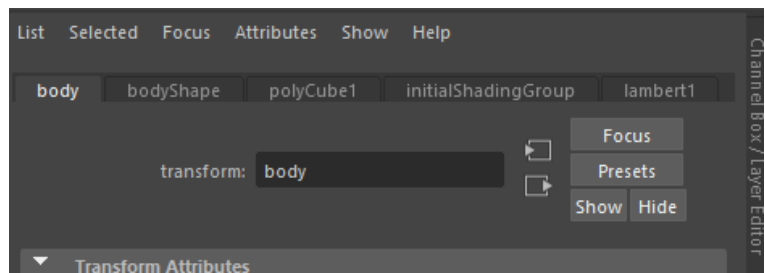 List Selected Focus Attributes Show Help
body bodyShape polyCube1 initialShadingGroup lambert1
transform: body
Focus
Presets
Show Hide
Transform Attributes
Channel Box / Layer Editor